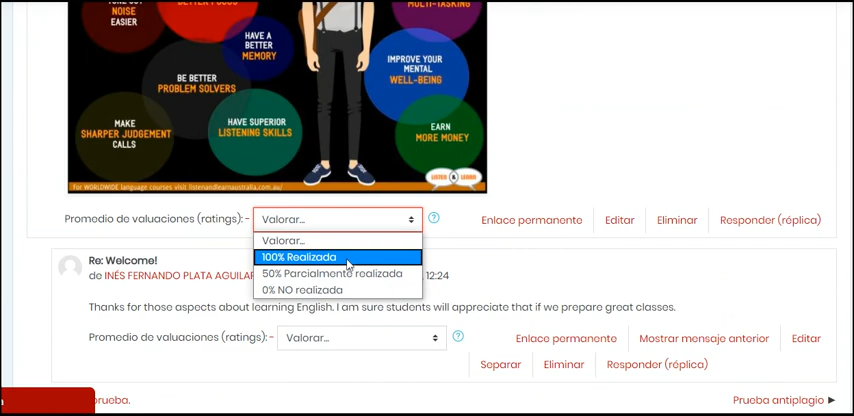 NOISE
EASIER
BETTER FOCUS
MULTI-TASKING
HAVE A
BETTER
MEMORY
IMPROVE YOUR
MENTAL
WELL-BEING
BE BETTER
PROBLEM SOLVERS
MAKE
SHARPER JUDGEMENT
CALLS
HAVE SUPERIOR
LISTENING SKILLS
EARN
MORE MONEY
For WORLDWIDE language courses visit listenandlearnaustralia.com.au/
LISTEN & LEARN
Promedio de valuaciones (ratings): - Valorar...
Enlace permanente Editar Eliminar Responder (réplica)
Valorar...
100% Realizada
50% Parcialmente realizada
0% NO realizada
Re: Welcome!
de INÉS FERNANDO PLATA AGUILAR 12:24
Thanks for those aspects about learning English. I am sure students will appreciate that if we prepare great classes.
Promedio de valuaciones (ratings): - Valorar...
Enlace permanente Mostrar mensaje anterior Editar
Separar Eliminar Responder (réplica)
prueba.
Prueba antiplagio ►